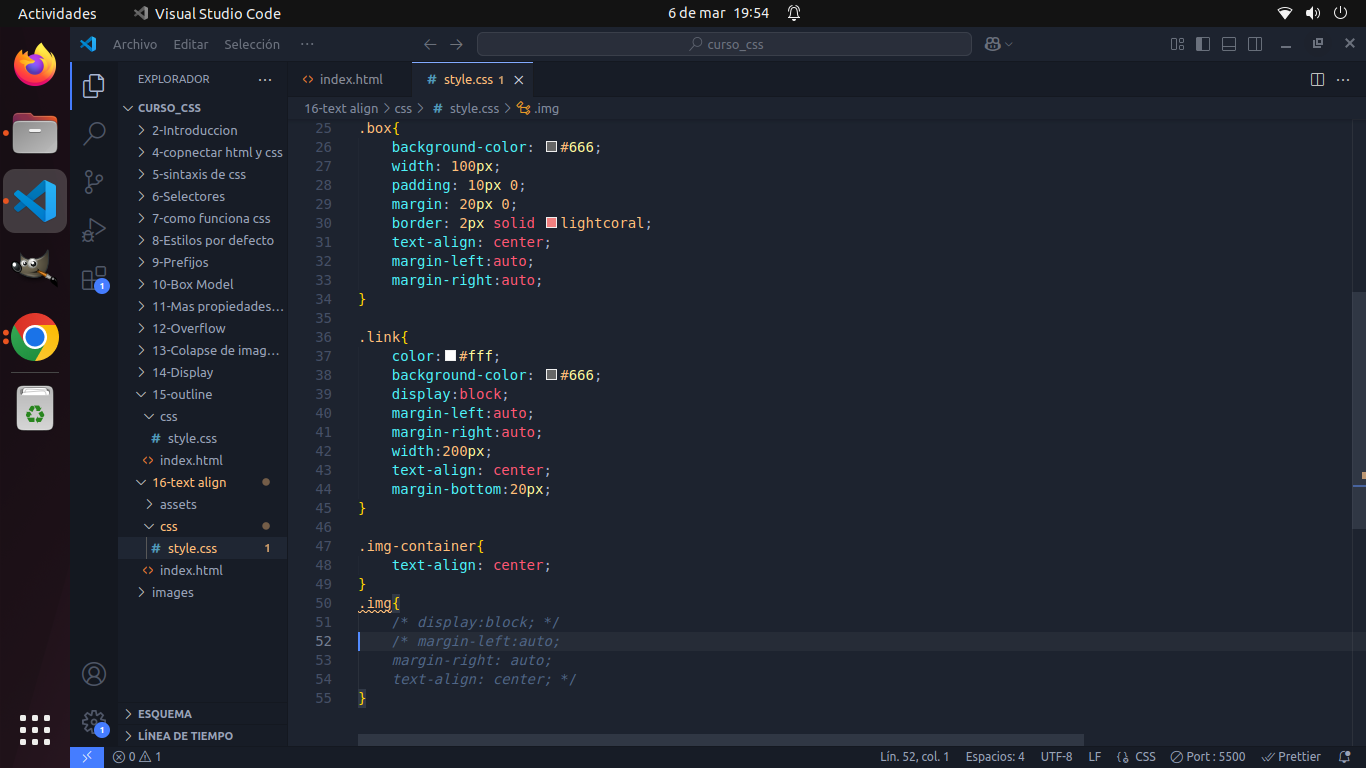 Actividades Visual Studio Code 6 de mar 19:54
Archivo Editar Selección ··· curso_css
EXPLORADOR ··· index.html style.css 1
CURSO_CSS
16-text align > css > # style.css > .img
2-Introduccion
4-copnectar html y css
5-sintaxis de css
6-Selectores
7-como funciona css
8-Estilos por defecto
9-Prefijos
10-Box Model
11-Mas propiedades...
12-Overflow
13-Colapse de imag...
14-Display
15-outline
css
# style.css
index.html
16-text align
assets
css
# style.css 1
index.html
images
ESQUEMA
LÍNEA DE TIEMPO
25 .box{
26 background-color: #666;
27 width: 100px;
28 padding: 10px 0;
29 margin: 20px 0;
30 border: 2px solid lightcoral;
31 text-align: center;
32 margin-left:auto;
33 margin-right:auto;
34 }
35
36 .link{
37 color: #fff;
38 background-color: #666;
39 display:block;
40 margin-left:auto;
41 margin-right:auto;
42 width:200px;
43 text-align: center;
44 margin-bottom:20px;
45 }
46
47 .img-container{
48 text-align: center;
49 }
50 .img{
51 /* display:block; */
52 /* margin-left:auto;
53 margin-right: auto;
54 text-align: center; */
55 }
1
1
0 1 Lín. 52, col. 1 Espacios: 4 UTF-8 LF {} CSS Port : 5500 Prettier